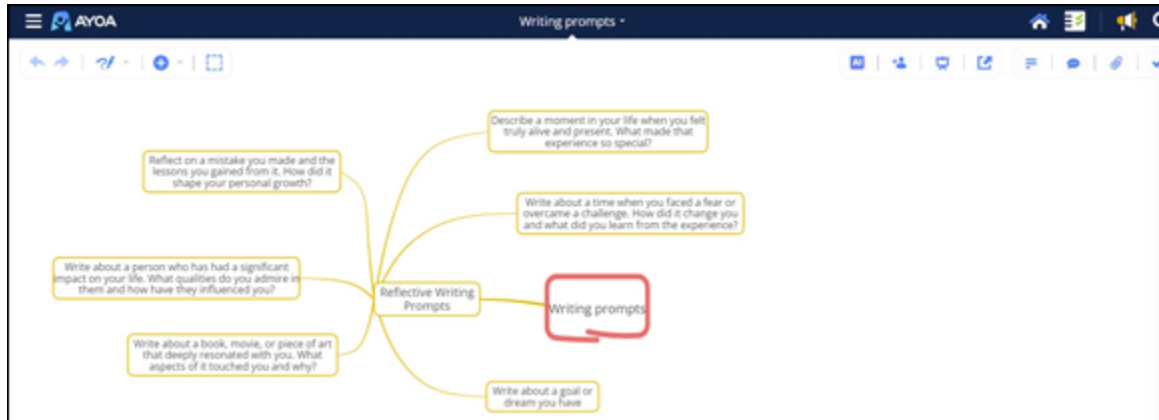 AYOA
Writing prompts
AI
Describe a moment in your life when you felt
truly alive and present. What made that
experience so special?
Reflect on a mistake you made and the
lessons you gained from it. How did it
shape your personal growth?
Write about a time when you faced a fear or
overcame a challenge. How did it change you
and what did you learn from the experience?
Write about a person who has had a significant
impact on your life. What qualities do you admire in
them and how have they influenced you?
Reflective Writing
Prompts
Writing prompts
Write about a book, movie, or piece of art
that deeply resonated with you. What
aspects of it touched you and why?
Write about a goal or
dream you have